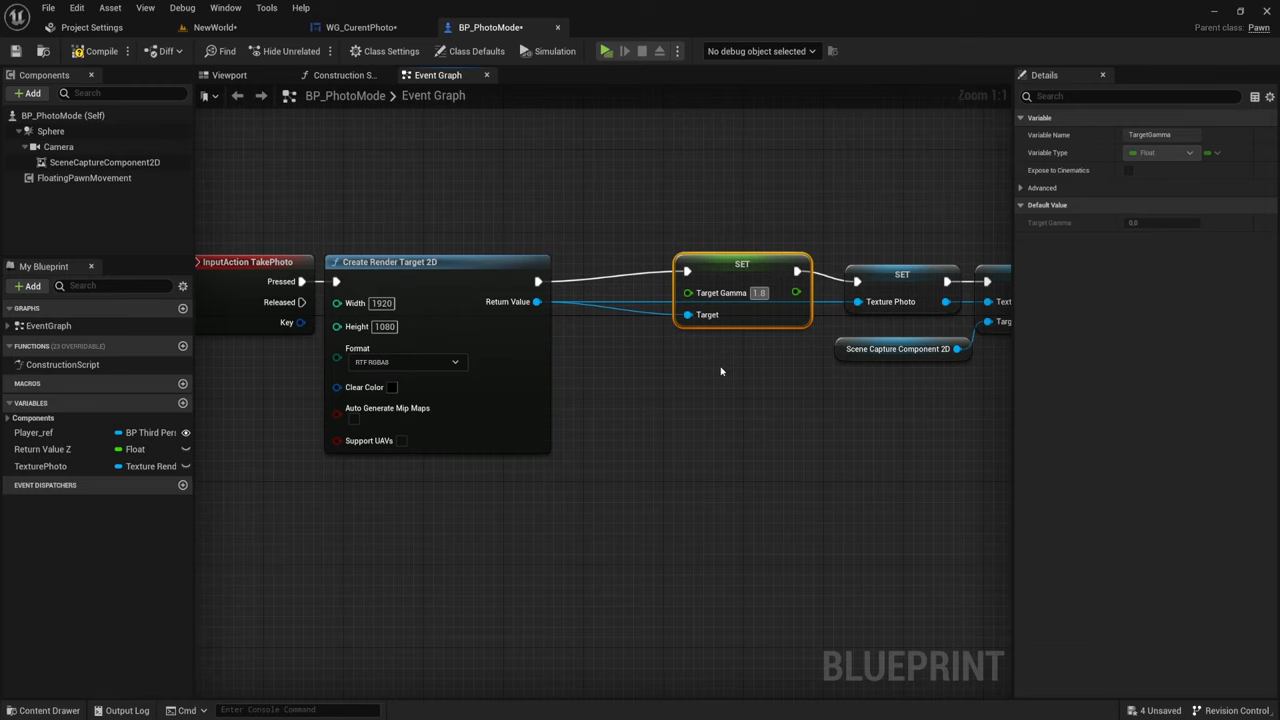 File Edit Asset View Debug Window Tools Help
Project Settings NewWorld• WG_CurentPhoto• BP_PhotoMode• Parent class: Pawn
Compile Diff Find Hide Unrelated Class Settings Class Defaults Simulation No debug object selected
Components Viewport Construction S... Event Graph Details
Add Search BP_PhotoMode > Event Graph Zoom 1:1 Search
BP_PhotoMode (Self)
Sphere
Camera
SceneCaptureComponent2D
FloatingPawnMovement
Variable
Variable Name TargetGamma
Variable Type Float
Expose to Cinematics
Advanced
Default Value
Target Gamma 0,0
My Blueprint
Add Search
GRAPHS
EventGraph
FUNCTIONS (23 OVERRIDABLE)
ConstructionScript
MACROS
VARIABLES
Components
Player_ref BP Third Per
Return Value Z Float
TexturePhoto Texture Rend
EVENT DISPATCHERS
InputAction TakePhoto
Pressed
Released
Key
Create Render Target 2D
Width 1920
Return Value
Height 1080
Format
RTF RGBA8
Clear Color
Auto Generate Mip Maps
Support UAVs
SET
Target Gamma 1.8
Target
SET
Texture Photo
Scene Capture Component 2D
Text
Targ
BLUEPRINT
Content Drawer Output Log Cmd Enter Console Command 4 Unsaved Revision Control